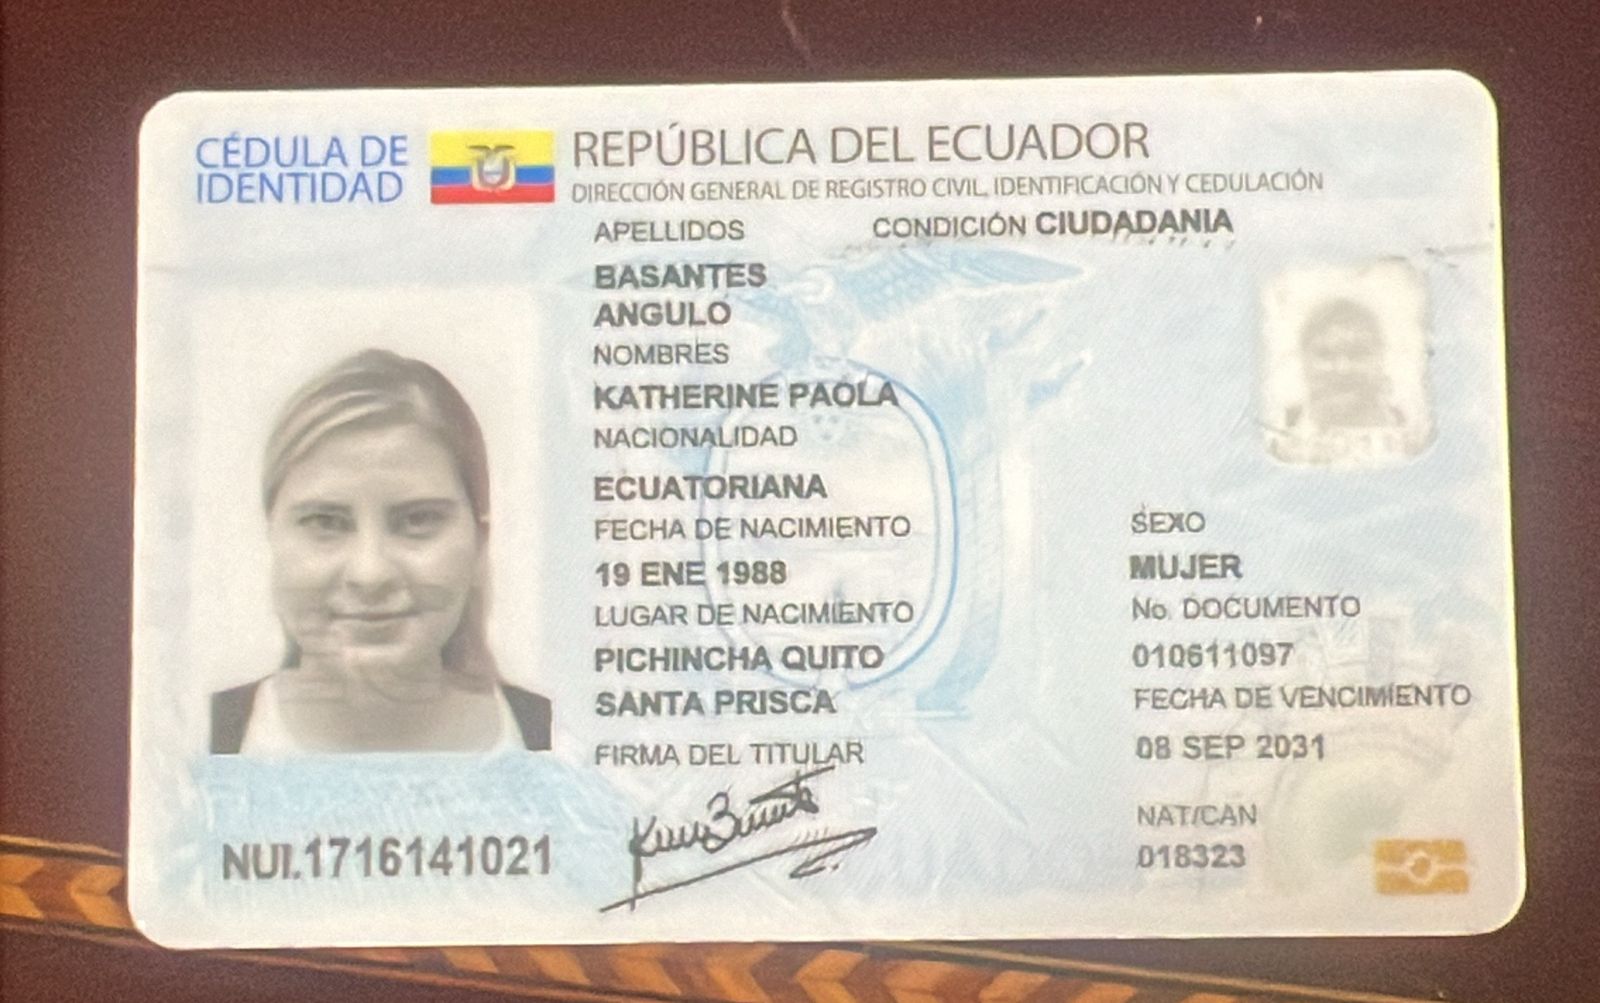 CÉDULA DE
IDENTIDAD
REPÚBLICA DEL ECUADOR
DIRECCIÓN GENERAL DE REGISTRO CIVIL, IDENTIFICACIÓN Y CEDULACIÓN
APELLIDOS
CONDICIÓN CIUDADANIA
BASANTES
ANGULO
NOMBRES
KATHERINE PAOLA
NACIONALIDAD
ECUATORIANA
FECHA DE NACIMIENTO
19 ENE 1988
LUGAR DE NACIMIENTO
PICHINCHA QUITO
SANTA PRISCA
FIRMA DEL TITULAR
SEXO
MUJER
No. DOCUMENTO
010611097
FECHA DE VENCIMIENTO
08 SEP 2031
NAT/CAN
018323
NUI.1716141021